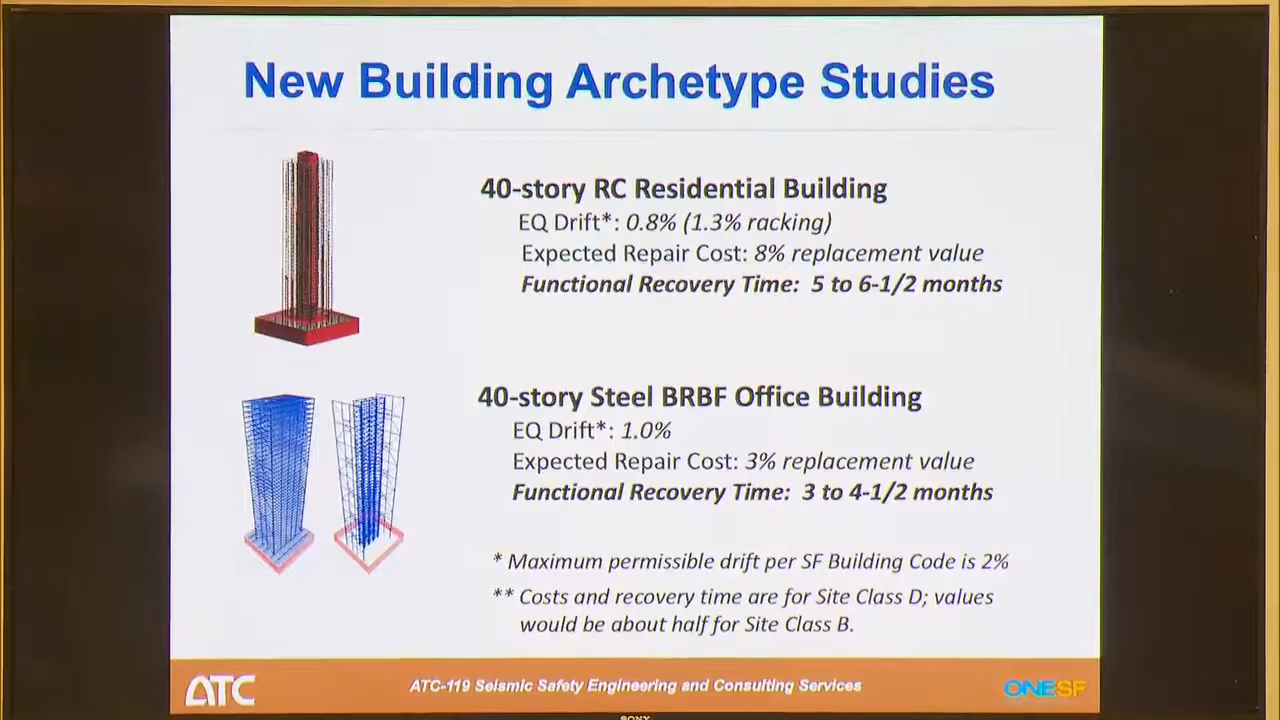 New Building Archetype Studies
40-story RC Residential Building
EQ Drift*: 0.8% (1.3% racking)
Expected Repair Cost: 8% replacement value
Functional Recovery Time: 5 to 6-1/2 months
40-story Steel BRBF Office Building
EQ Drift*: 1.0%
Expected Repair Cost: 3% replacement value
Functional Recovery Time: 3 to 4-1/2 months
* Maximum permissible drift per SF Building Code is 2%
** Costs and recovery time are for Site Class D; values
would be about half for Site Class B.
ATC
ATC-119 Seismic Safety Engineering and Consulting Services
ONESF
SONY